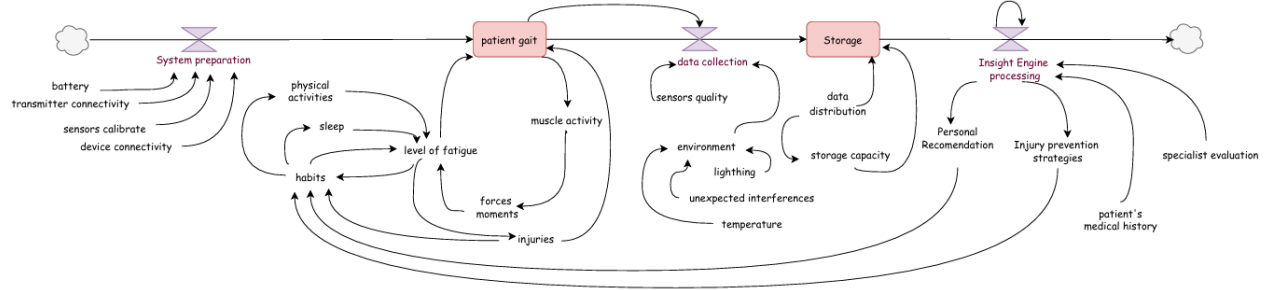 patient gait
Storage
System preparation
data collection
Insight Engine
processing
battery
transmitter connectivity
sensors calibrate
device connectivity
physical
activities
sleep
habits
level of fatigue
muscle activity
forces
moments
injuries
sensors quality
environment
lighthing
unexpected interferences
temperature
data
distribution
storage capacity
Personal
Recomendation
Injury prevention
strategies
specialist evaluation
patient's
medical history